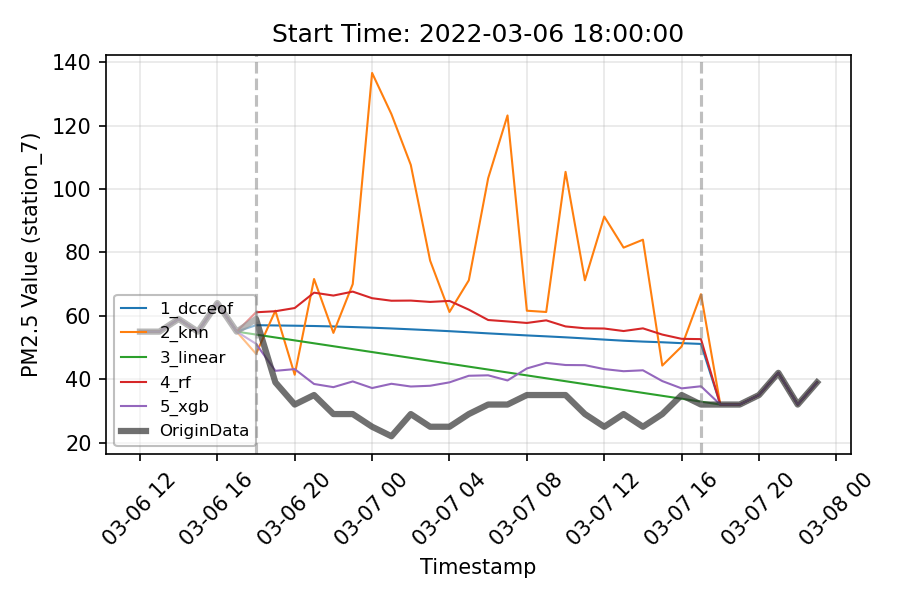 Start Time: 2022-03-06 18:00:00
PM2.5 Value (station_7)
140
120
100
80
60
40
20
1_dcceof
2_knn
3_linear
4_rf
5_xgb
OriginData
03-06 12
03-06 16
03-06 20
03-07 00
03-07 04
03-07 08
03-07 12
03-07 16
03-07 20
03-08 00
Timestamp